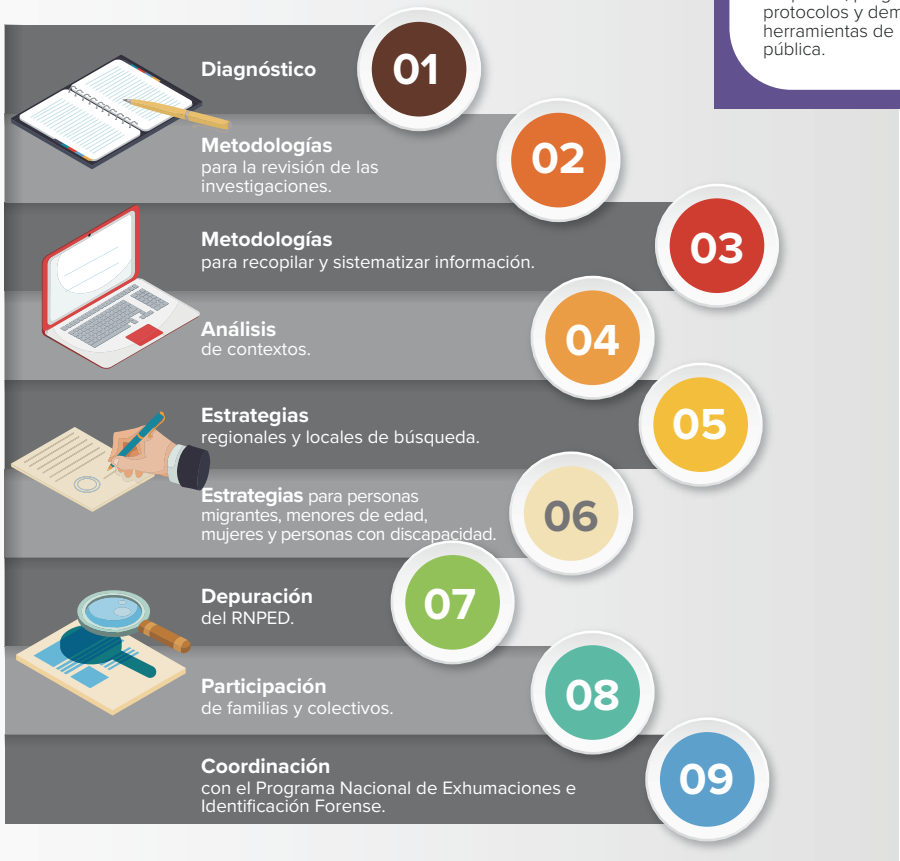 protocolos y
herramientas de
pública.
Diagnóstico
01
Metodologías
para la revisión de las
investigaciones.
02
Metodologías
para recopilar y sistematizar información.
03
Análisis
de contextos.
04
Estrategias
regionales y locales de búsqueda.
05
Estrategias para personas
migrantes, menores de edad,
mujeres y personas con discapacidad.
06
Depuración
del RNPED.
07
Participación
de familias y colectivos.
08
Coordinación
con el Programa Nacional de Exhumaciones e
Identificación Forense.
09